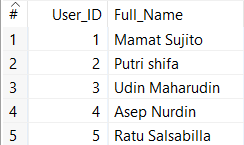 # User_ID Full_Name
1 1 Mamat Sujito
2 2 Putri shifa
3 3 Udin Maharudin
4 4 Asep Nurdin
5 5 Ratu Salsabilla